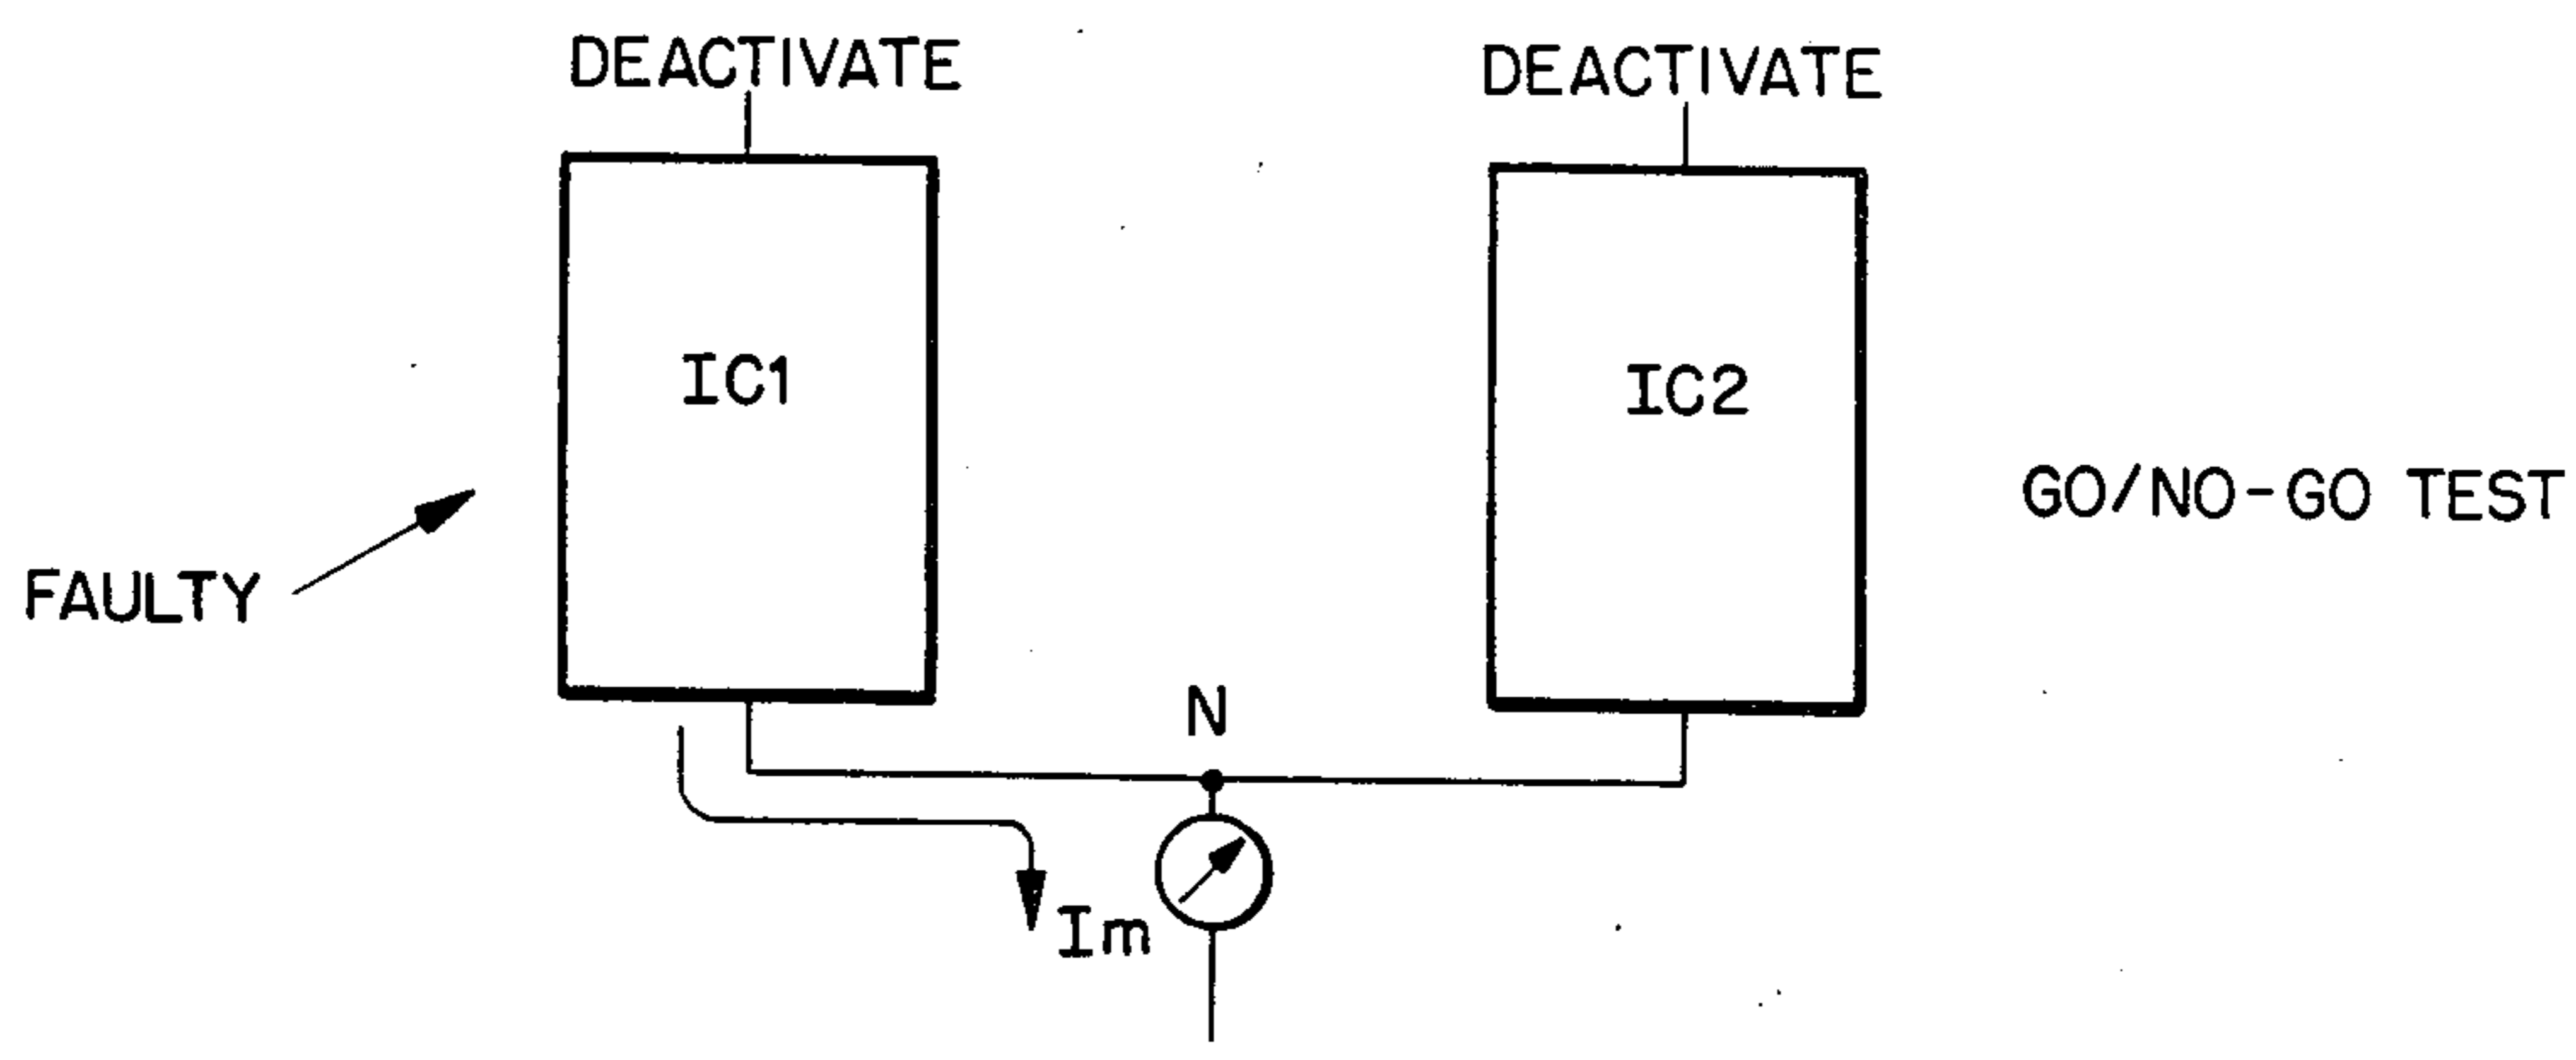 DEACTIVATE
DEACTIVATE
IC1
IC2
GO/NO-GO TEST
FAULTY
N
Im